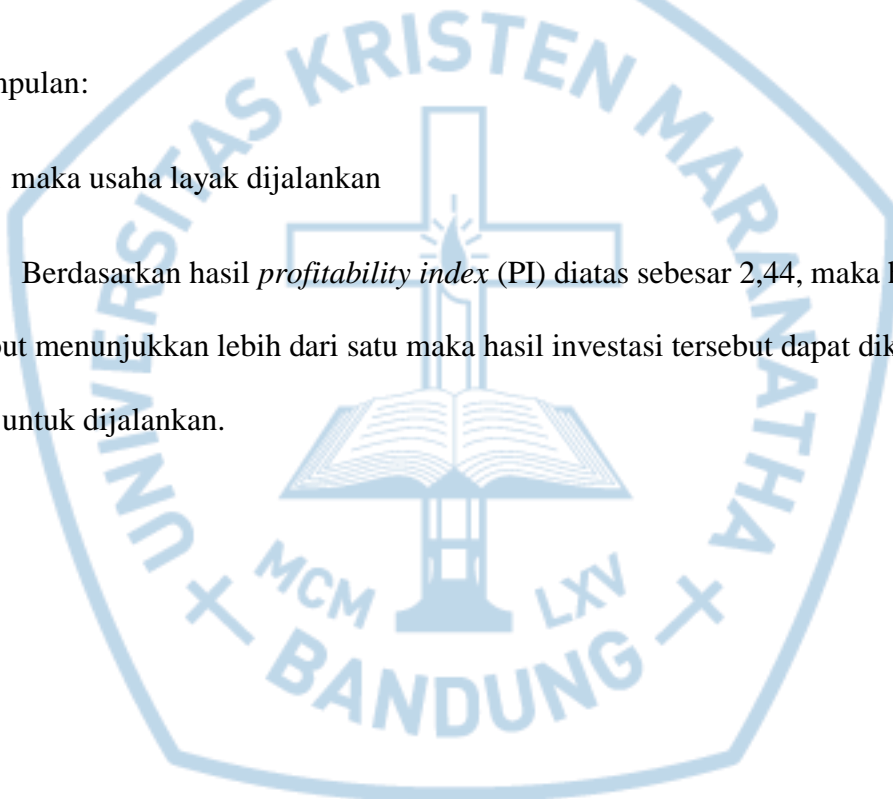 npulan:
maka usaha layak dijalankan
Berdasarkan hasil profitability index (PI) diatas sebesar 2,44, maka
but menunjukkan lebih dari satu maka hasil investasi tersebut dapat dik
untuk dijalankan.
UNIVERSITAS KRISTEN MARANATHA
MCM LXV
BANDUNG